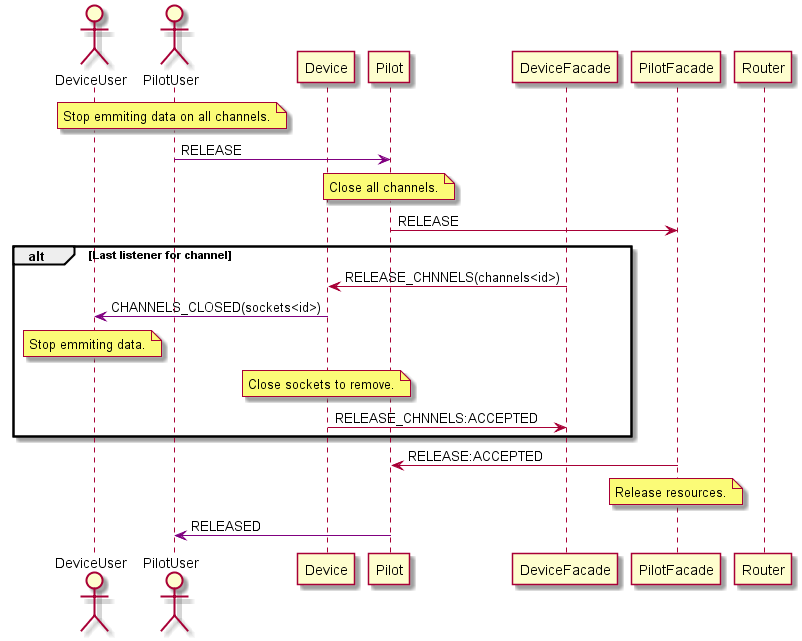 DeviceUser
PilotUser
Device
Pilot
DeviceFacade
PilotFacade
Router
Stop emmiting data on all channels.
RELEASE
Close all channels.
RELEASE
alt
[Last listener for channel]
RELEASE_CHNNELS(channels<id>)
CHANNELS_CLOSED(sockets<id>)
Stop emmiting data.
Close sockets to remove.
RELEASE_CHNNELS:ACCEPTED
RELEASE:ACCEPTED
Release resources.
RELEASED
DeviceUser
PilotUser
Device
Pilot
DeviceFacade
PilotFacade
Router